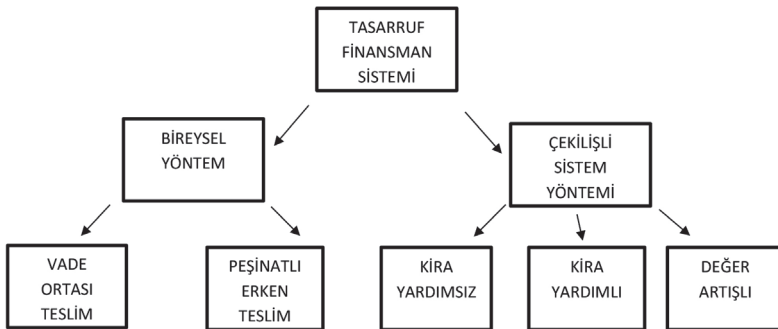 TASARRUF
FİNANSMAN
SİSTEMİ
BİREYSEL
YÖNTEM
ÇEKİLİŞLİ
SİSTEM
YÖNTEMİ
VADE
ORTASI
TESLİM
PEŞİNATLI
ERKEN
TESLİM
KİRA
YARDIMSIZ
KİRA
YARDIMLI
DEĞER
ARTIŞLI